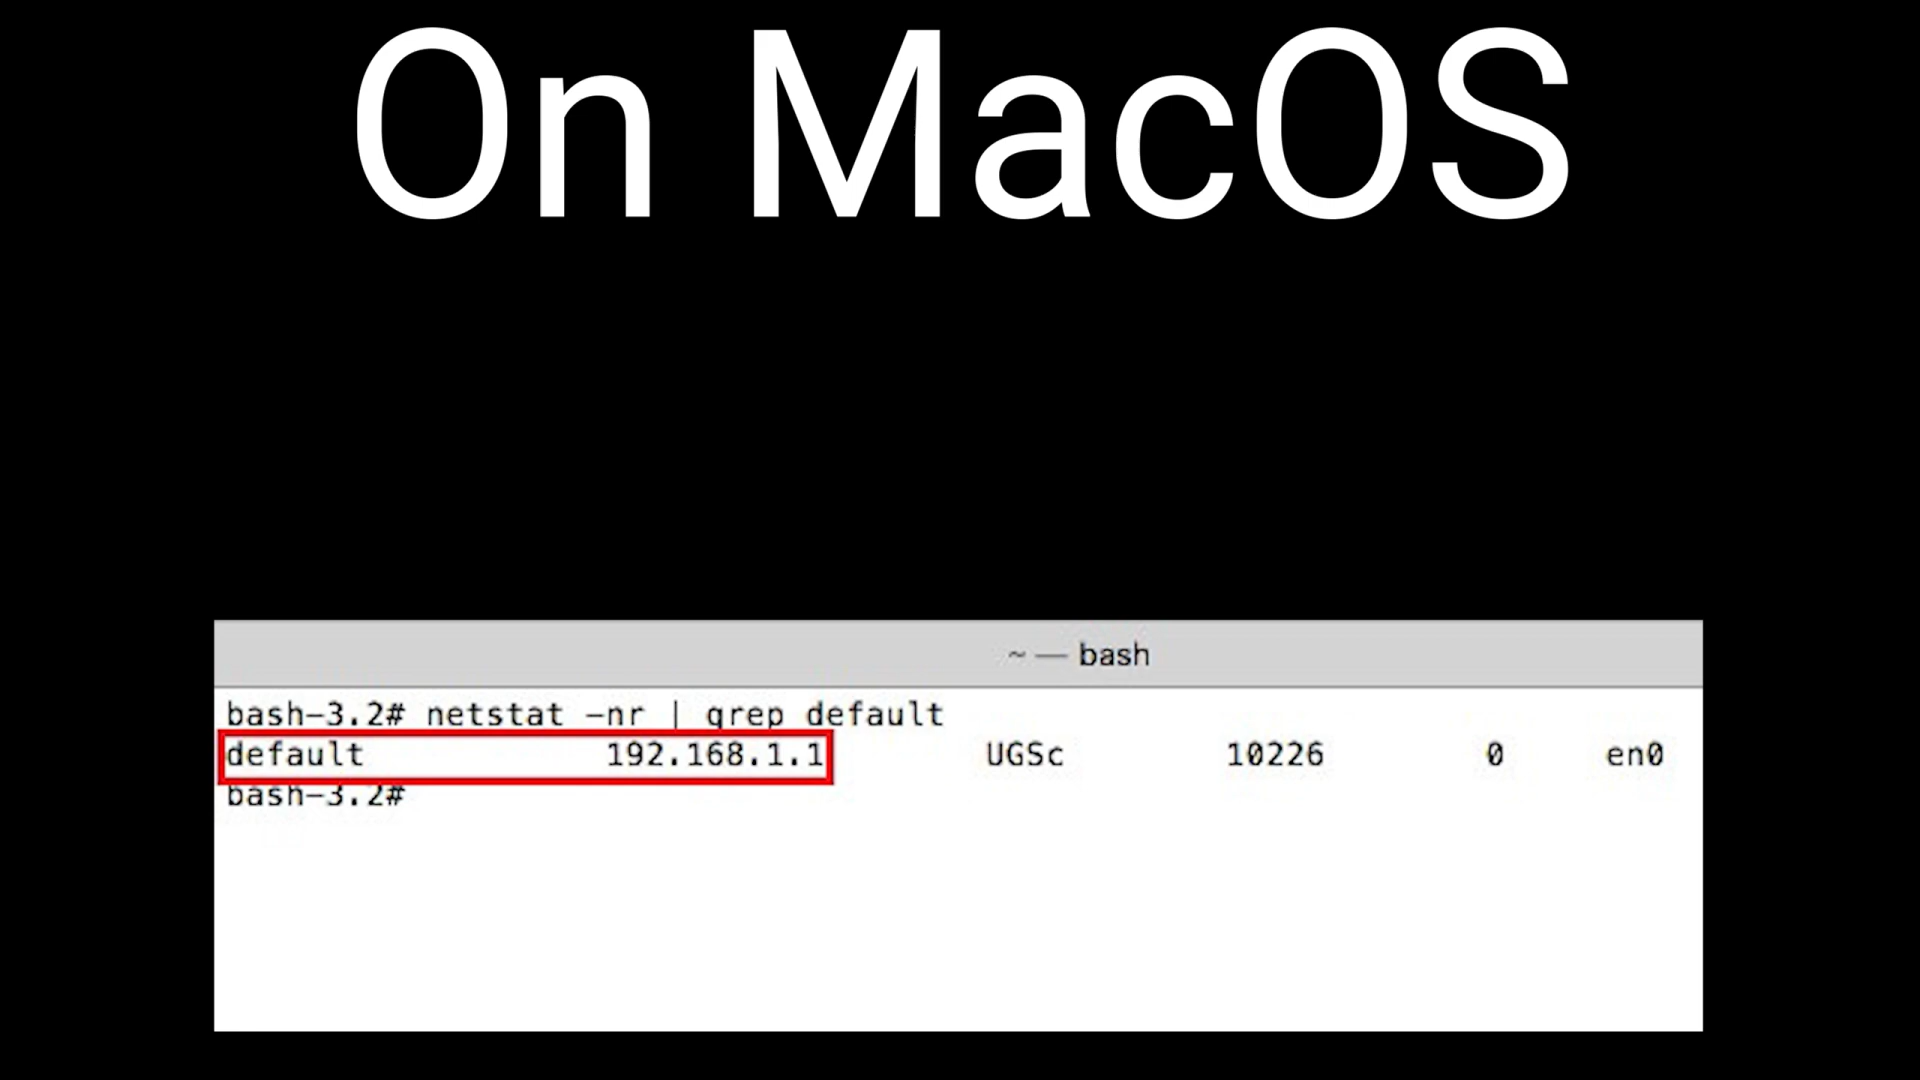 On MacOS
~ — bash
bash-3.2# netstat -nr | grep default
default 192.168.1.1 UGSc 10226 0 en0
bash-3.2#